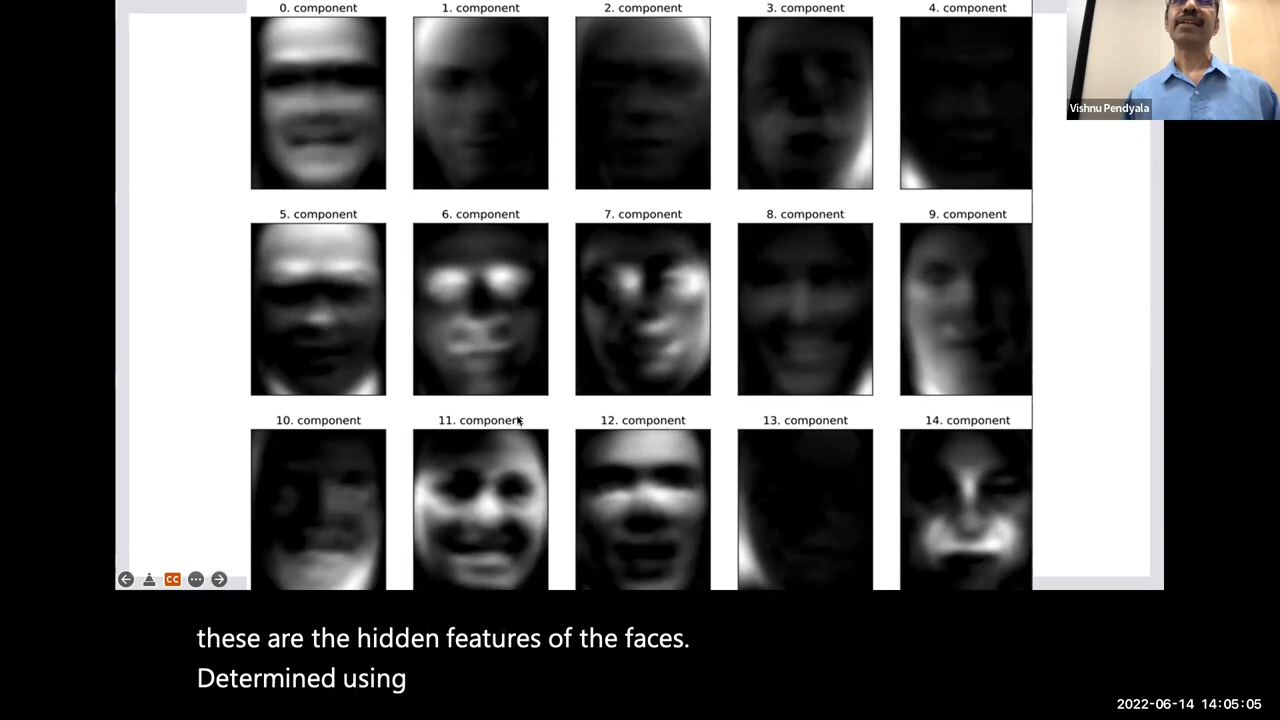 0. component 1. component 2. component 3. component 4. component
Vishnu Pendyala
5. component 6. component 7. component 8. component 9. component
10. component 11. component 12. component 13. component 14. component
CC
these are the hidden features of the faces.
Determined using
2022-06-14 14:05:05